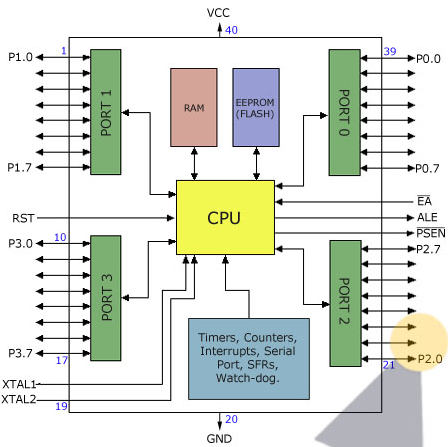 VCC
40
1
39
P1.0
P0.0
PORT 1
RAM
EEPROM
(FLASH)
PORT 0
P1.7
P0.7
E̅A̅
RST
CPU
ALE
P̅S̅E̅N̅
10
P3.0
P2.7
PORT 3
PORT 2
Timers, Counters,
Interrupts, Serial
Port, SFRs,
Watch-dog.
P3.7
17
P2.0
21
XTAL1
XTAL2
19
20
GND